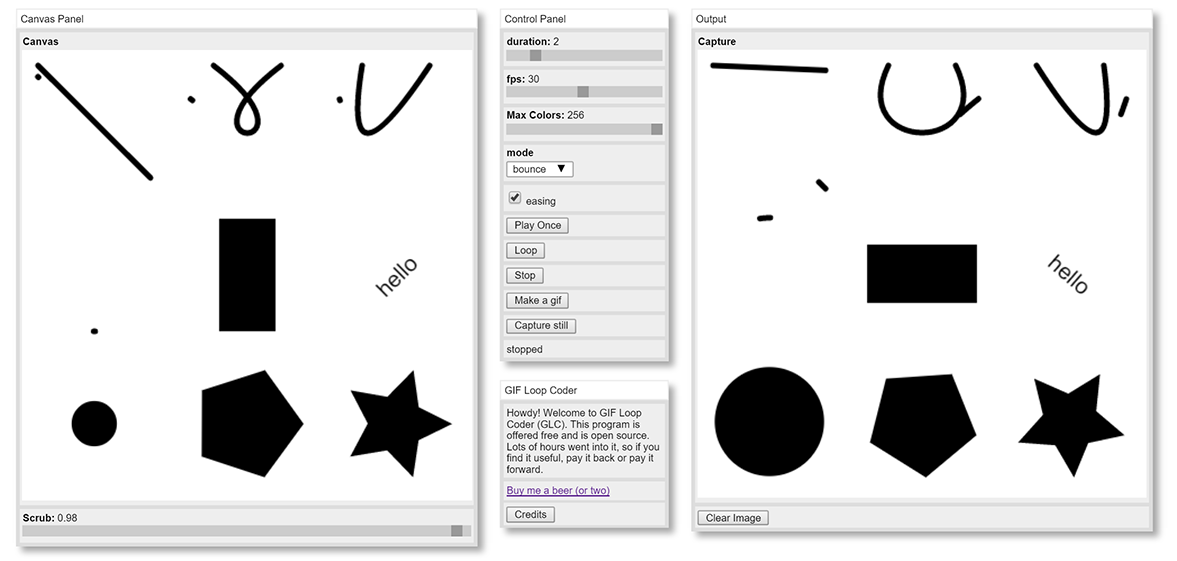 Canvas Panel
Canvas
hello
Scrub: 0.98
Control Panel
duration: 2
fps: 30
Max Colors: 256
mode
bounce
easing
Play Once
Loop
Stop
Make a gif
Capture still
stopped
GIF Loop Coder
Howdy! Welcome to GIF Loop
Coder (GLC). This program is
offered free and is open source.
Lots of hours went into it, so if you
find it useful, pay it back or pay it
forward.
Buy me a beer (or two)
Credits
Output
Capture
hello
Clear Image